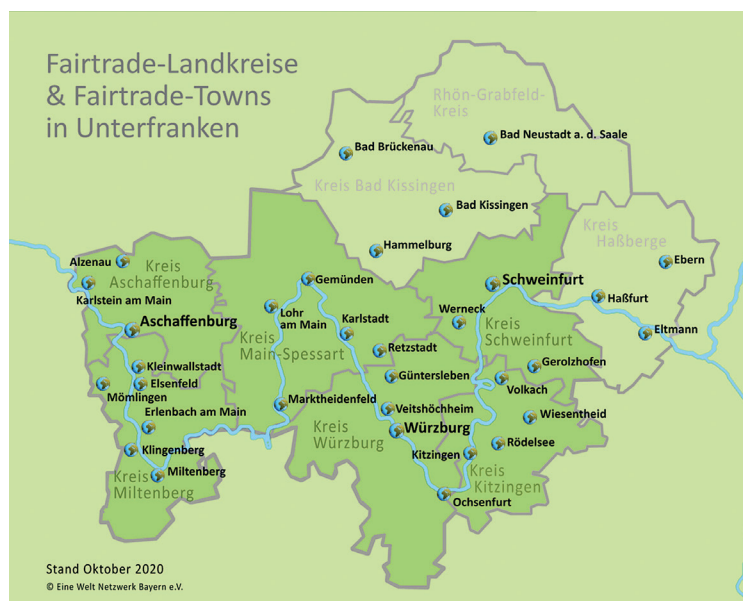 Fairtrade-Landkreise
& Fairtrade-Towns
in Unterfranken
Rhön-Grabfeld-
Kreis
Bad Neustadt a. d. Saale
Bad Brückenau
Kreis Bad Kissingen
Bad Kissingen
Kreis
Haßberge
Hammelburg
Ebern
Alzenau
Kreis
Aschaffenburg
Karlstein am Main
Gemünden
Schweinfurt
Haßfurt
Aschaffenburg
Lohr
am Main
Karlstadt
Werneck
Kreis
Schweinfurt
Eltmann
Kreis
Main-Spessart
Retzstadt
Kleinwallstadt
Gerolzhofen
Elsenfeld
Güntersleben
Volkach
Mömlingen
Marktheidenfeld
Erlenbach am Main
Veitshöchheim
Wiesentheid
Kreis
Würzburg
Würzburg
Rödelsee
Klingenberg
Kitzingen
Kreis
Miltenberg
Miltenberg
Kreis
Kitzingen
Ochsenfurt
Stand Oktober 2020
© Eine Welt Netzwerk Bayern e.V.